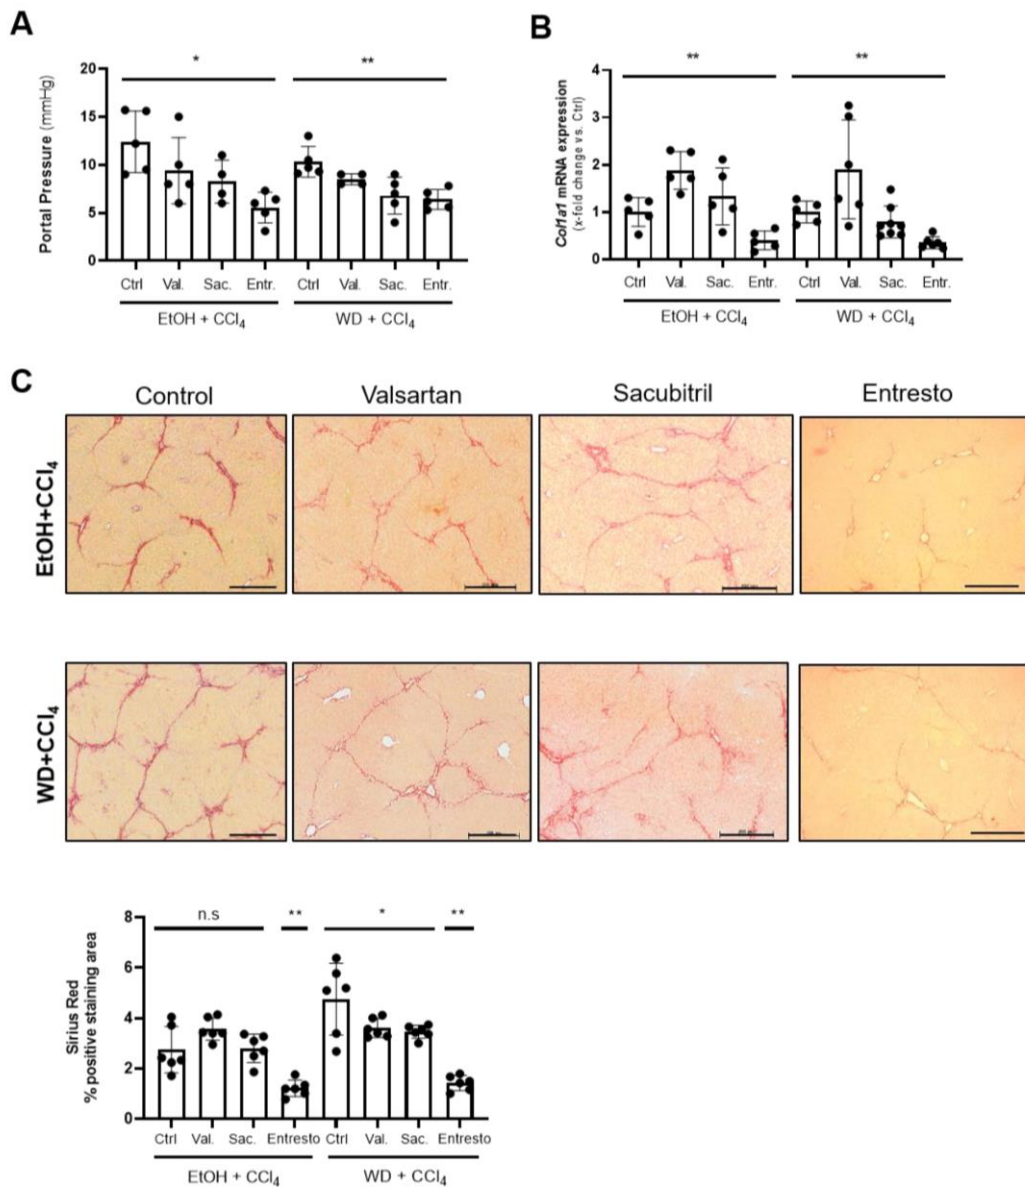 A
Portal Pressure (mmHg)
20
15
10
5
0
* **
Ctrl Val. Sac. Entr. Ctrl Val. Sac. Entr.
EtOH + CCl₄ WD + CCl₄
B
Col1a1 mRNA expression
(x-fold change vs. Ctrl)
4
3
2
1
0
** **
Ctrl Val. Sac. Entr. Ctrl Val Sac. Entr.
EtOH + CCl₄ WD + CCl₄
C
Control Valsartan Sacubitril Entresto
EtOH+CCl₄
WD+CCl₄
Sirius Red
% positive staining area
8
6
4
2
0
n.s ** * **
Ctrl Val. Sac. Entresto Ctrl Val. Sac. Entresto
EtOH + CCl₄ WD + CCl₄